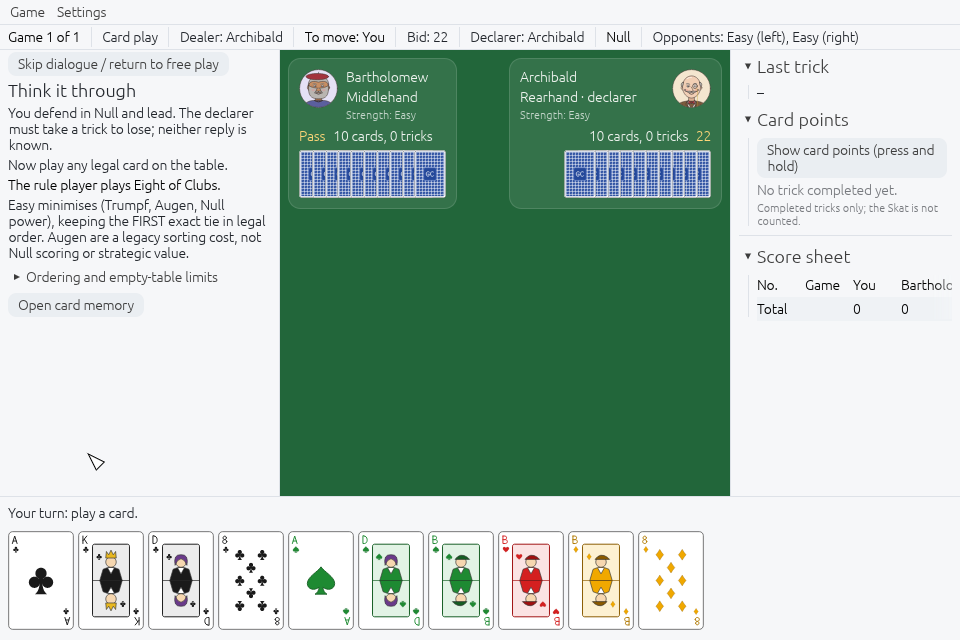 Game Settings
Game 1 of 1 Card play Dealer: Archibald To move: You Bid: 22 Declarer: Archibald Null Opponents: Easy (left), Easy (right)
Skip dialogue / return to free play
Think it through
You defend in Null and lead. The declarer
must take a trick to lose; neither reply is
known.
Now play any legal card on the table.
The rule player plays Eight of Clubs.
Easy minimises (Trumpf, Augen, Null
power), keeping the FIRST exact tie in legal
order. Augen are a legacy sorting cost, not
Null scoring or strategic value.
Ordering and empty-table limits
Open card memory
Bartholomew
Middlehand
Strength: Easy
Pass 10 cards, 0 tricks
GC
Archibald
Rearhand · declarer
Strength: Easy
10 cards, 0 tricks 22
GC
Last trick
–
Card points
Show card points (press and
hold)
No trick completed yet.
Completed tricks only; the Skat is not
counted.
Score sheet
No. Game You Barthol
Total 0 0
Your turn: play a card.
A K D 8 A D B B B 8
A K D 8 A D B B B 8